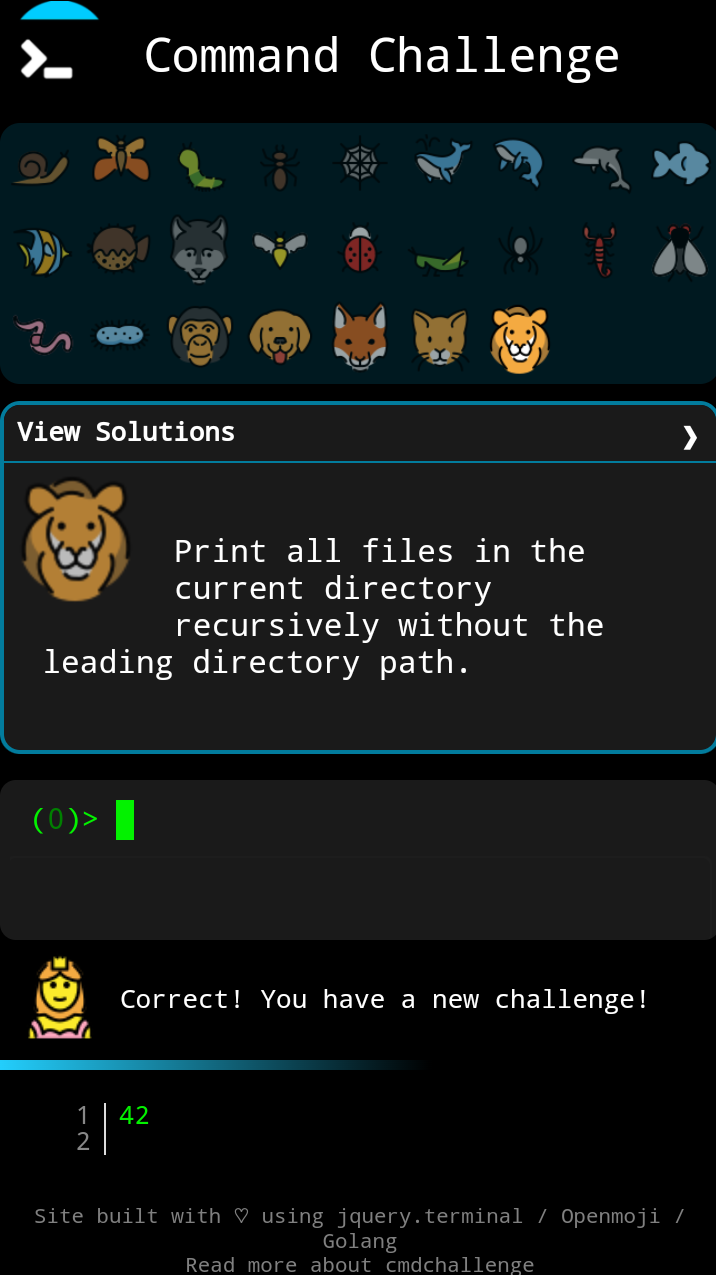 Command Challenge
View Solutions
Print all files in the
current directory
recursively without the
leading directory path.
(0)>
Correct! You have a new challenge!
1 42
2
Site built with ♡ using jquery.terminal / Openmoji /
Golang
Read more about cmdchallenge